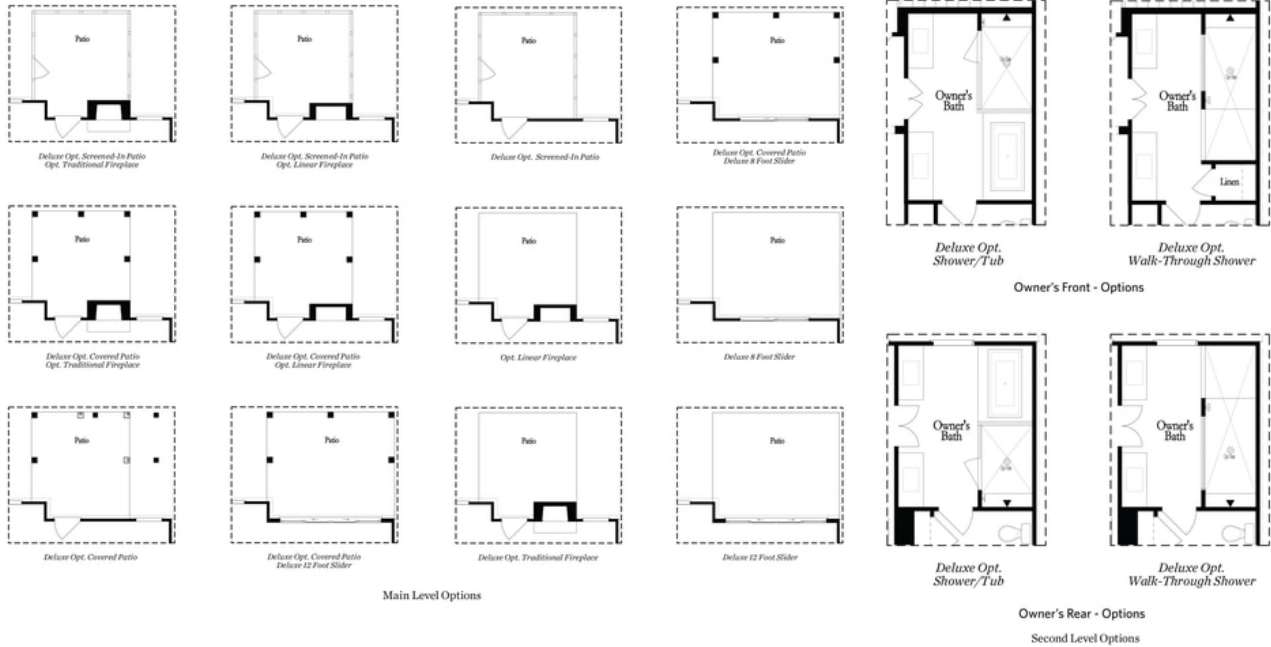 Patio
Deluxe Opt. Screened-In Patio
Opt. Traditional Fireplace
Patio
Deluxe Opt. Screened-In Patio
Opt. Linear Fireplace
Patio
Deluxe Opt. Screened-In Patio
Patio
Deluxe Opt. Covered Patio
Deluxe 8 Foot Slider
Patio
Deluxe Opt. Covered Patio
Opt. Traditional Fireplace
Patio
Deluxe Opt. Covered Patio
Opt. Linear Fireplace
Patio
Opt. Linear Fireplace
Patio
Deluxe 8 Foot Slider
Patio
Deluxe Opt. Covered Patio
Patio
Deluxe Opt. Covered Patio
Deluxe 12 Foot Slider
Patio
Deluxe Opt. Traditional Fireplace
Patio
Deluxe 12 Foot Slider
Main Level Options
Owner's
Bath
Deluxe Opt.
Shower/Tub
Owner's
Bath
Linen
Deluxe Opt.
Walk-Through Shower
Owner's Front - Options
Owner's
Bath
Deluxe Opt.
Shower/Tub
Owner's
Bath
Deluxe Opt.
Walk-Through Shower
Owner's Rear - Options
Second Level Options